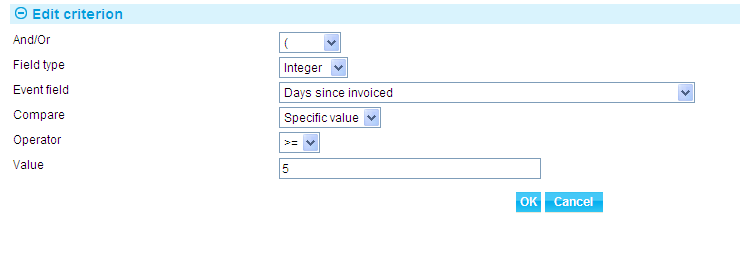 Edit criterion
And/Or (
Field type Integer
Event field Days since invoiced
Compare Specific value
Operator >=
Value 5
OK Cancel